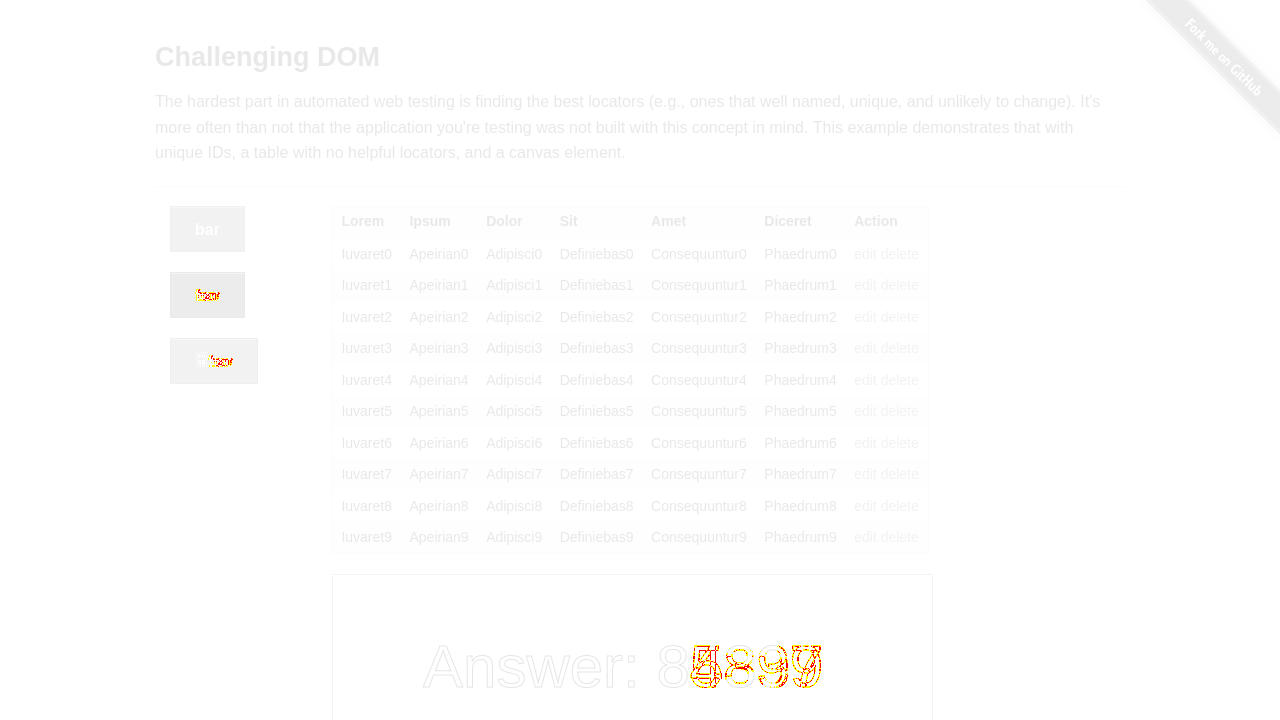 Fork me on GitHub
Challenging DOM
The hardest part in automated web testing is finding the best locators (e.g., ones that well named, unique, and unlikely to change). It's
more often than not that the application you're testing was not built with this concept in mind. This example demonstrates that with
unique IDs, a table with no helpful locators, and a canvas element.
bar
Lorem Ipsum Dolor Sit Amet Diceret Action
Iuvaret0 Apeirian0 Adipisci0 Definiebas0 Consequuntur0 Phaedrum0 edit delete
Iuvaret1 Apeirian1 Adipisci1 Definiebas1 Consequuntur1 Phaedrum1 edit delete
Iuvaret2 Apeirian2 Adipisci2 Definiebas2 Consequuntur2 Phaedrum2 edit delete
Iuvaret3 Apeirian3 Adipisci3 Definiebas3 Consequuntur3 Phaedrum3 edit delete
Iuvaret4 Apeirian4 Adipisci4 Definiebas4 Consequuntur4 Phaedrum4 edit delete
Iuvaret5 Apeirian5 Adipisci5 Definiebas5 Consequuntur5 Phaedrum5 edit delete
Iuvaret6 Apeirian6 Adipisci6 Definiebas6 Consequuntur6 Phaedrum6 edit delete
Iuvaret7 Apeirian7 Adipisci7 Definiebas7 Consequuntur7 Phaedrum7 edit delete
Iuvaret8 Apeirian8 Adipisci8 Definiebas8 Consequuntur8 Phaedrum8 edit delete
Iuvaret9 Apeirian9 Adipisci9 Definiebas9 Consequuntur9 Phaedrum9 edit delete
Answer: